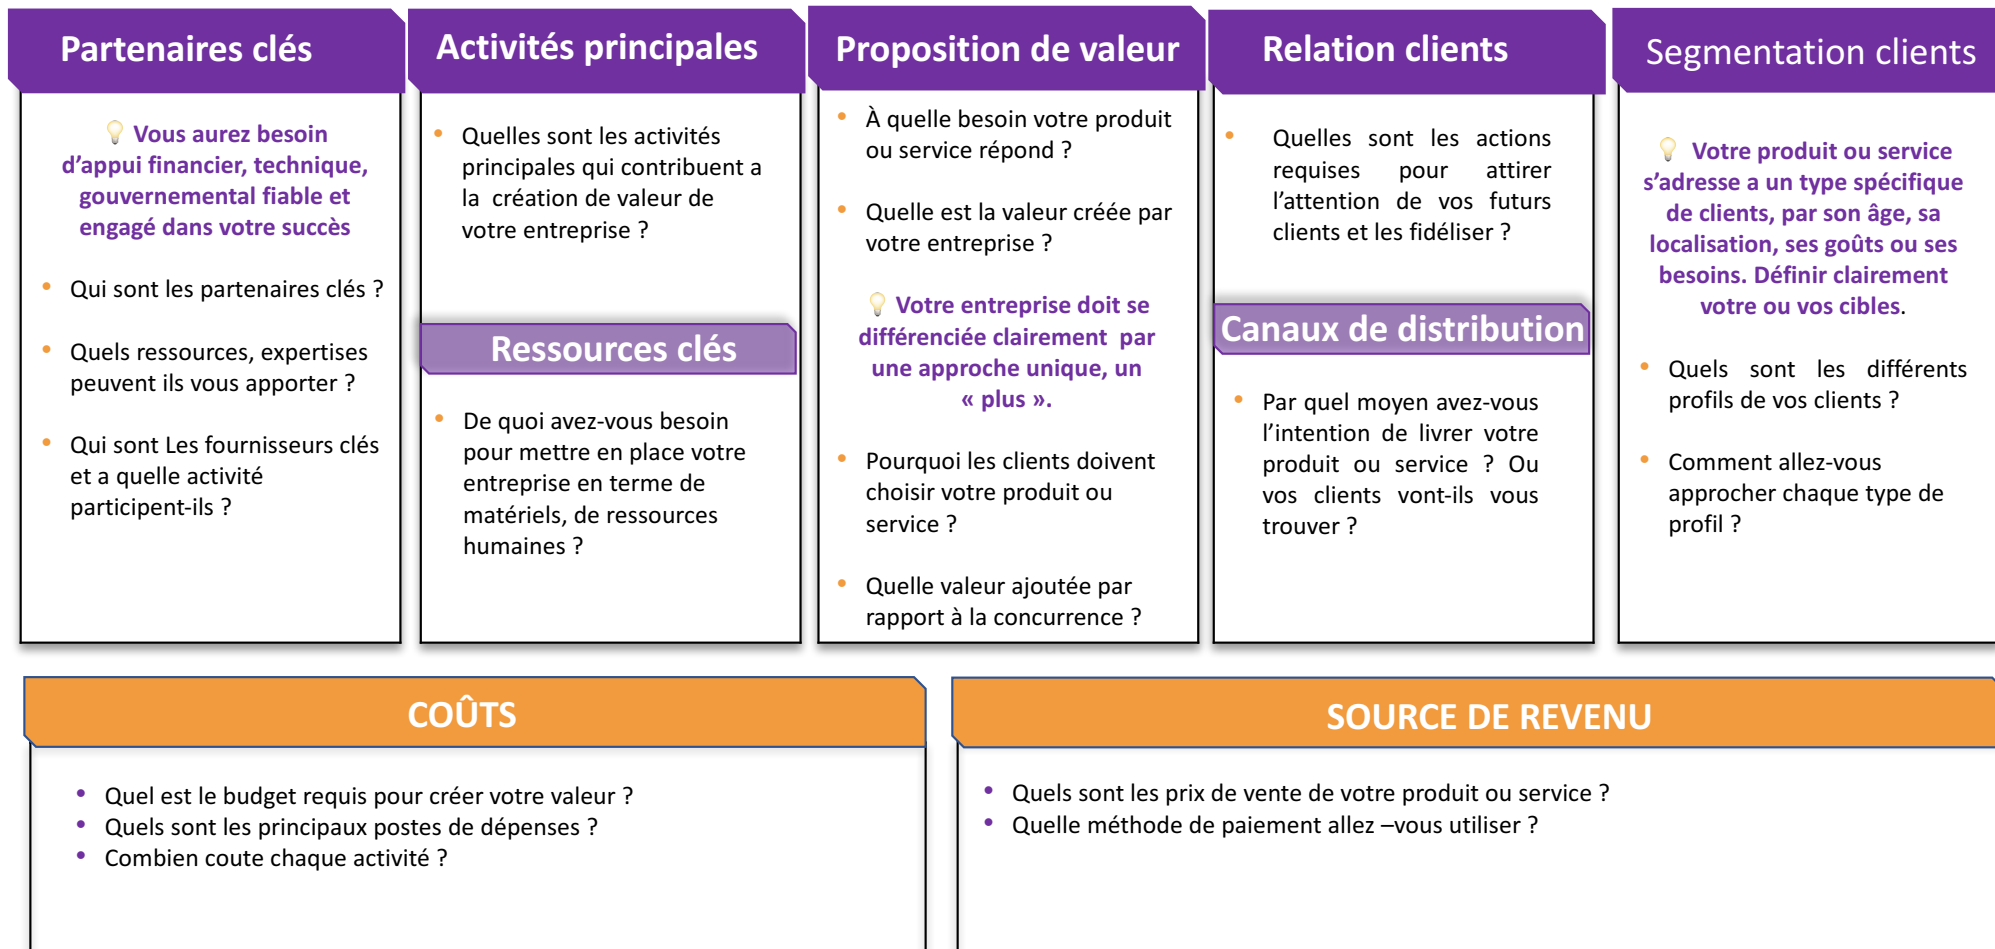 Partenaires clés
💡 Vous aurez besoin
d’appui financier, technique,
gouvernemental fiable et
engagé dans votre succès
• Qui sont les partenaires clés ?
• Quels ressources, expertises
peuvent ils vous apporter ?
• Qui sont Les fournisseurs clés
et a quelle activité
participent-ils ?
Activités principales
• Quelles sont les activités
principales qui contribuent a
la création de valeur de
votre entreprise ?
Ressources clés
• De quoi avez-vous besoin
pour mettre en place votre
entreprise en terme de
matériels, de ressources
humaines ?
Proposition de valeur
• À quelle besoin votre produit
ou service répond ?
• Quelle est la valeur créée par
votre entreprise ?
💡 Votre entreprise doit se
différenciée clairement par
une approche unique, un
« plus ».
• Pourquoi les clients doivent
choisir votre produit ou
service ?
• Quelle valeur ajoutée par
rapport à la concurrence ?
Relation clients
• Quelles sont les actions
requises pour attirer
l’attention de vos futurs
clients et les fidéliser ?
Canaux de distribution
• Par quel moyen avez-vous
l’intention de livrer votre
produit ou service ? Ou
vos clients vont-ils vous
trouver ?
Segmentation clients
💡 Votre produit ou service
s’adresse a un type spécifique
de clients, par son âge, sa
localisation, ses goûts ou ses
besoins. Définir clairement
votre ou vos cibles.
• Quels sont les différents
profils de vos clients ?
• Comment allez-vous
approcher chaque type de
profil ?
COÛTS
• Quel est le budget requis pour créer votre valeur ?
• Quels sont les principaux postes de dépenses ?
• Combien coute chaque activité ?
SOURCE DE REVENU
• Quels sont les prix de vente de votre produit ou service ?
• Quelle méthode de paiement allez –vous utiliser ?